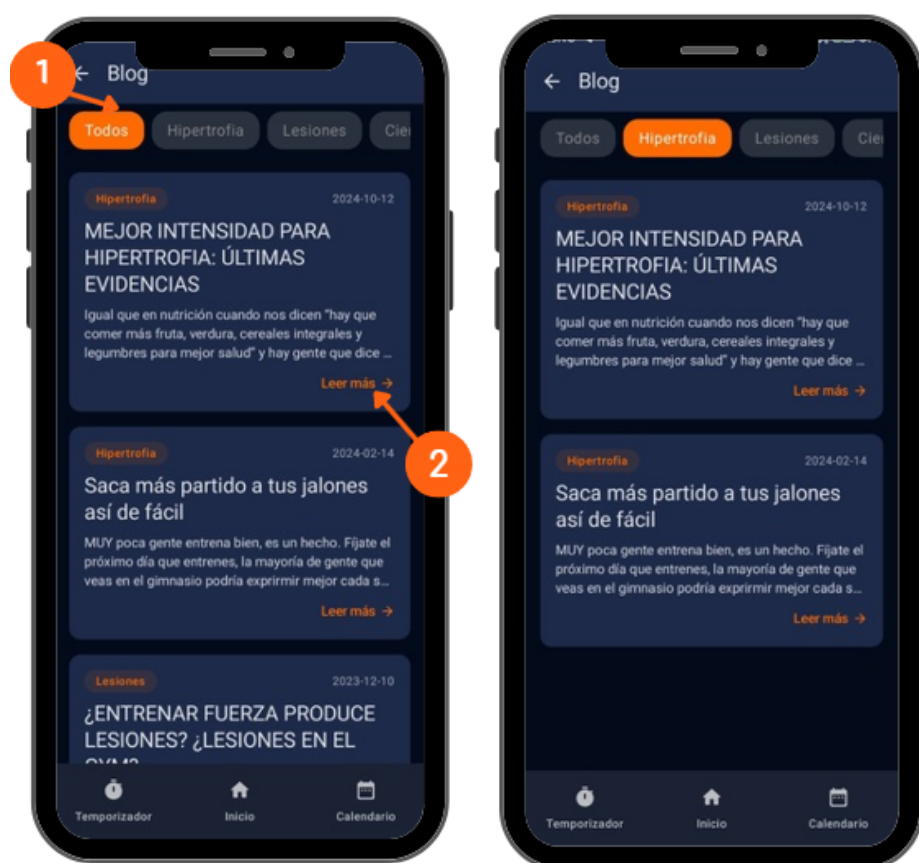 1
Blog
Todos
Hipertrofia
Lesiones
Hipertrofia
2024-10-12
MEJOR INTENSIDAD PARA
HIPERTROFIA: ÚLTIMAS
EVIDENCIAS
Igual que en nutrición cuando nos dicen "hay que
comer más fruta, verdura, cereales integrales y
legumbres para mejor salud" y hay gente que dice ...
Leer más →
2
Hipertrofia
2024-02-14
Saca más partido a tus jalones
así de fácil
MUY poca gente entrena bien, es un hecho. Fíjate el
próximo día que entrenes, la mayoría de gente que
veas en el gimnasio podría exprirmir mejor cada s...
Leer más →
Lesiones
2023-12-10
¿ENTRENAR FUERZA PRODUCE
LESIONES? ¿LESIONES EN EL
Temporizador
Inicio
Calendario
Blog
Todos
Hipertrofia
Lesiones
Hipertrofia
2024-10-12
MEJOR INTENSIDAD PARA
HIPERTROFIA: ÚLTIMAS
EVIDENCIAS
Igual que en nutrición cuando nos dicen "hay que
comer más fruta, verdura, cereales integrales y
legumbres para mejor salud" y hay gente que dice ...
Leer más →
Hipertrofia
2024-02-14
Saca más partido a tus jalones
así de fácil
MUY poca gente entrena bien, es un hecho. Fíjate el
próximo día que entrenes, la mayoría de gente que
veas en el gimnasio podría exprirmir mejor cada s...
Leer más →
Temporizador
Inicio
Calendario